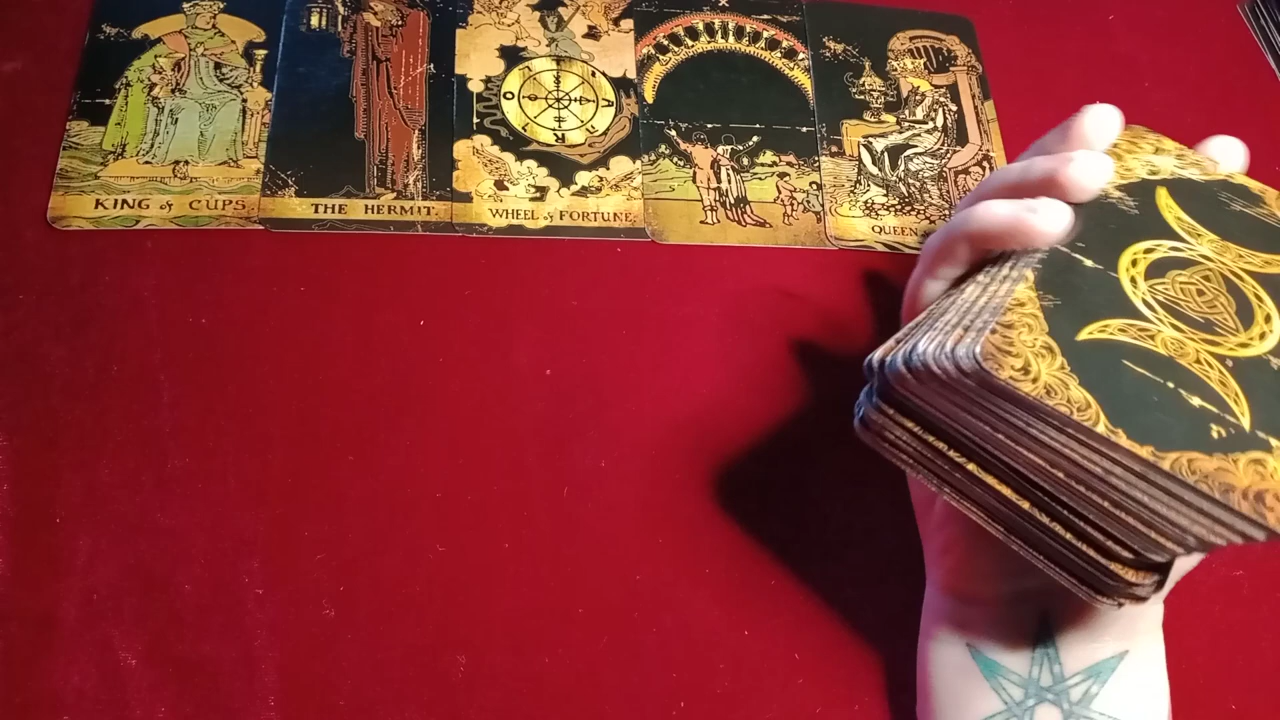 KING of CUPS.
THE HERMIT.
WHEEL of FORTUNE.
QUEEN